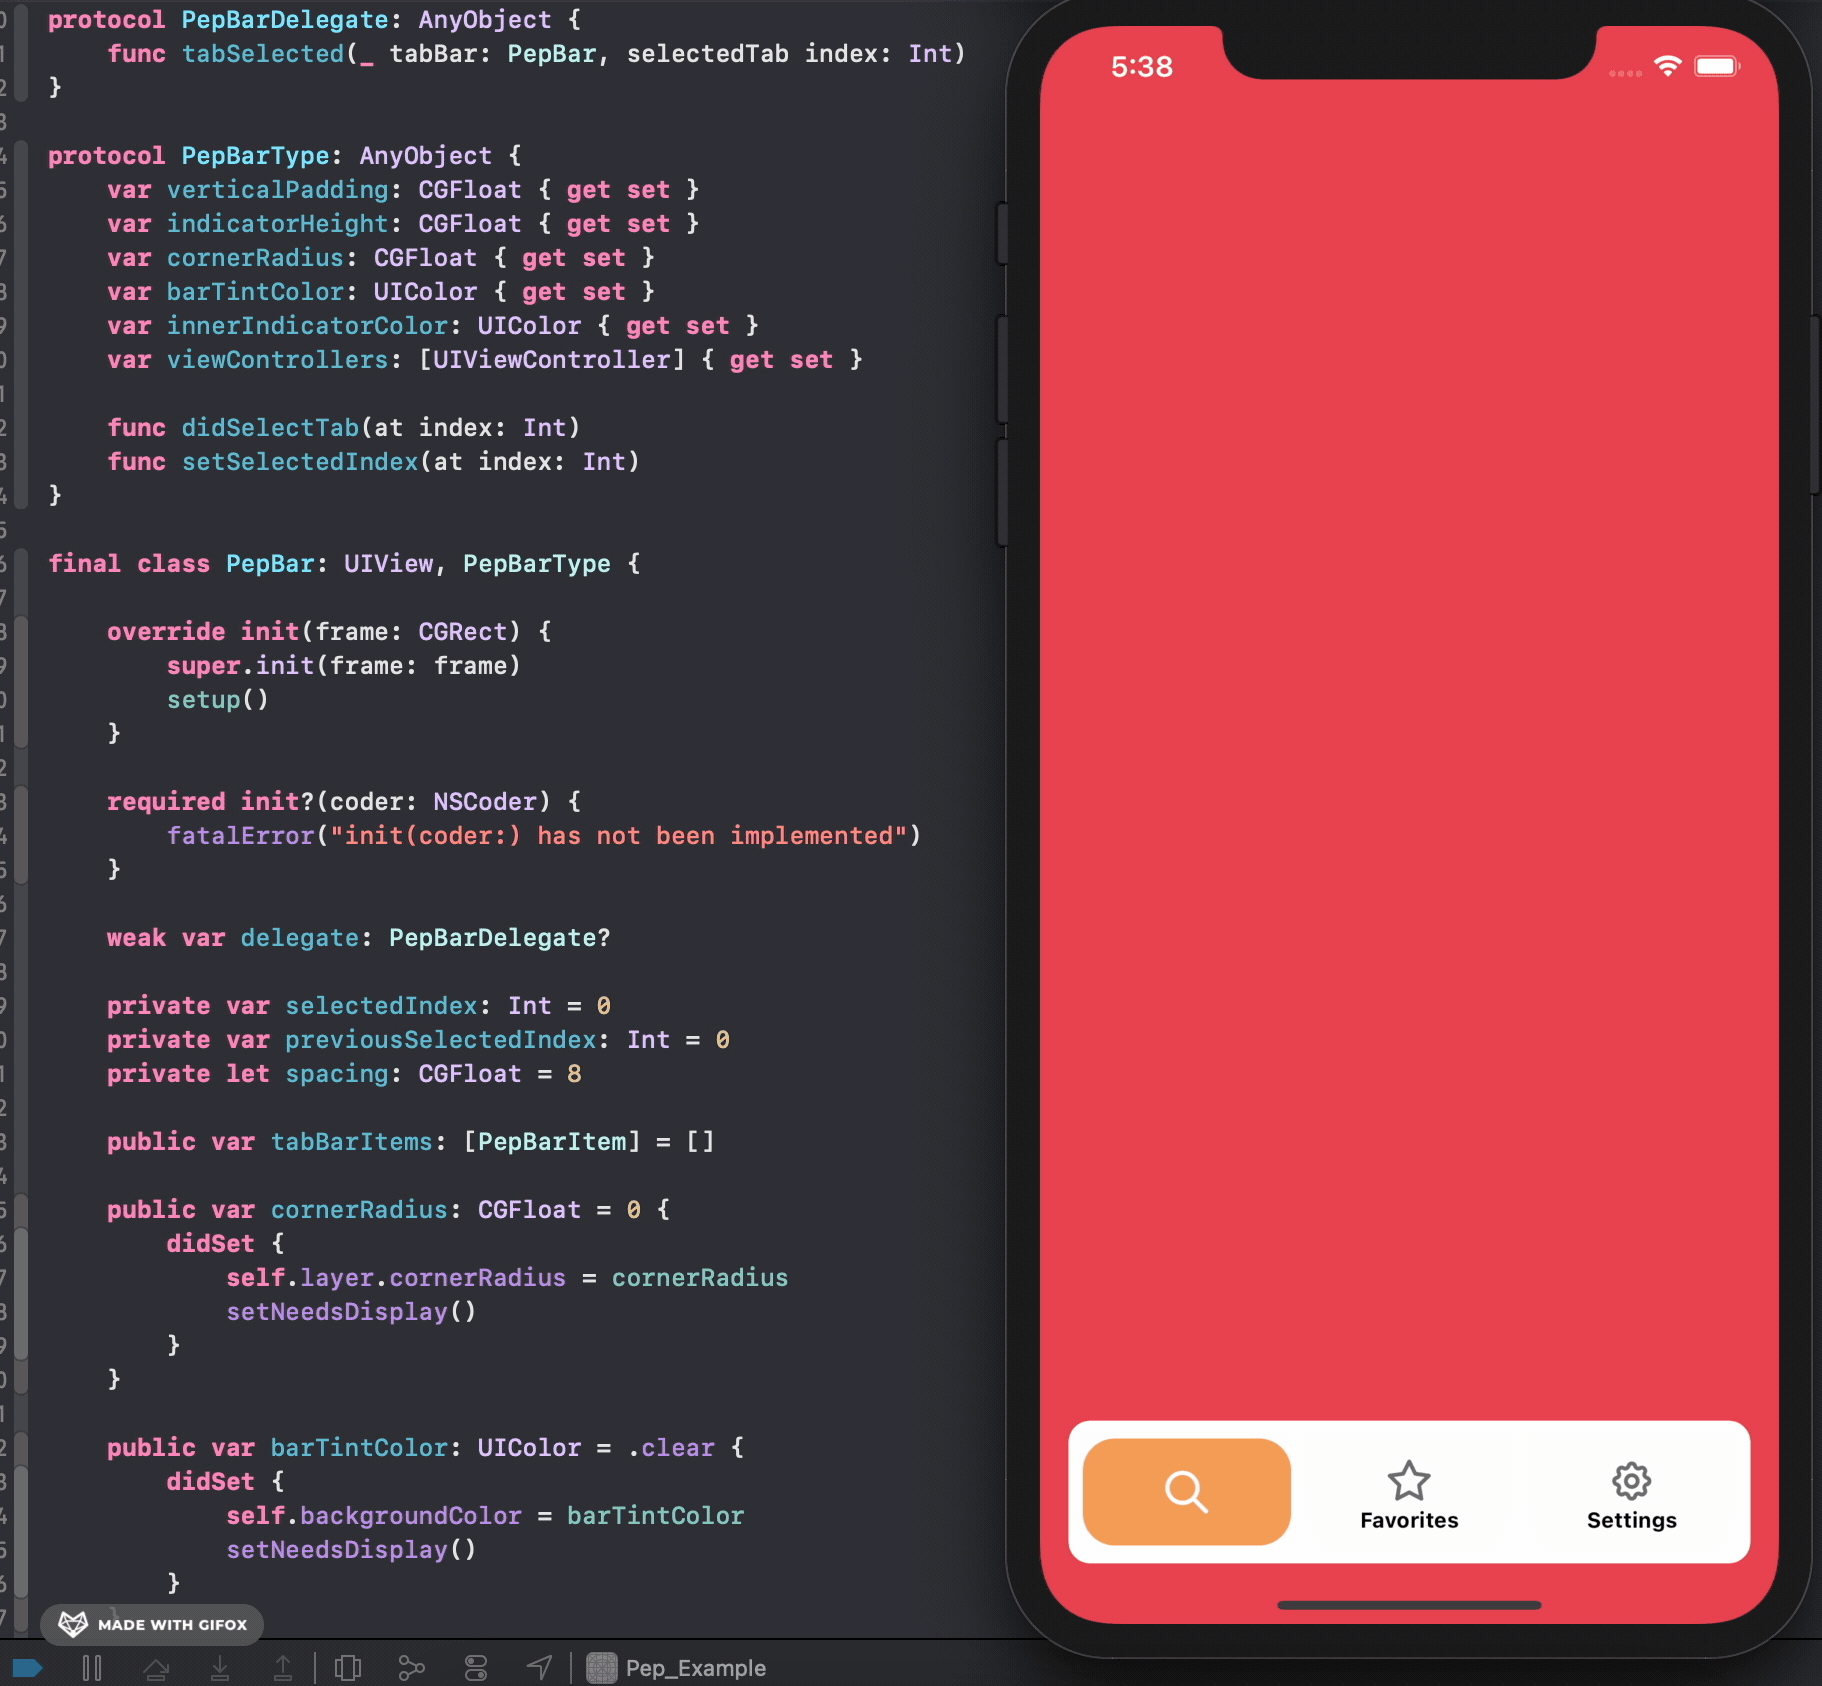 protocol PepBarDelegate: AnyObject {
    func tabSelected(_ tabBar: PepBar, selectedTab index: Int)
}
protocol PepBarType: AnyObject {
    var verticalPadding: CGFloat { get set }
    var indicatorHeight: CGFloat { get set }
    var cornerRadius: CGFloat { get set }
    var barTintColor: UIColor { get set }
    var innerIndicatorColor: UIColor { get set }
    var viewControllers: [UIViewController] { get set }
    func didSelectTab(at index: Int)
    func setSelectedIndex(at index: Int)
}
final class PepBar: UIView, PepBarType {
    override init(frame: CGRect) {
        super.init(frame: frame)
        setup()
    }
    required init?(coder: NSCoder) {
        fatalError("init(coder:) has not been implemented")
    }
    weak var delegate: PepBarDelegate?
    private var selectedIndex: Int = 0
    private var previousSelectedIndex: Int = 0
    private let spacing: CGFloat = 8
    public var tabBarItems: [PepBarItem] = []
    public var cornerRadius: CGFloat = 0 {
        didSet {
            self.layer.cornerRadius = cornerRadius
            setNeedsDisplay()
        }
    }
    public var barTintColor: UIColor = .clear {
        didSet {
            self.backgroundColor = barTintColor
            setNeedsDisplay()
        }
    }
MADE WITH GIFOX
Pep_Example
5:38
Favorites
Settings